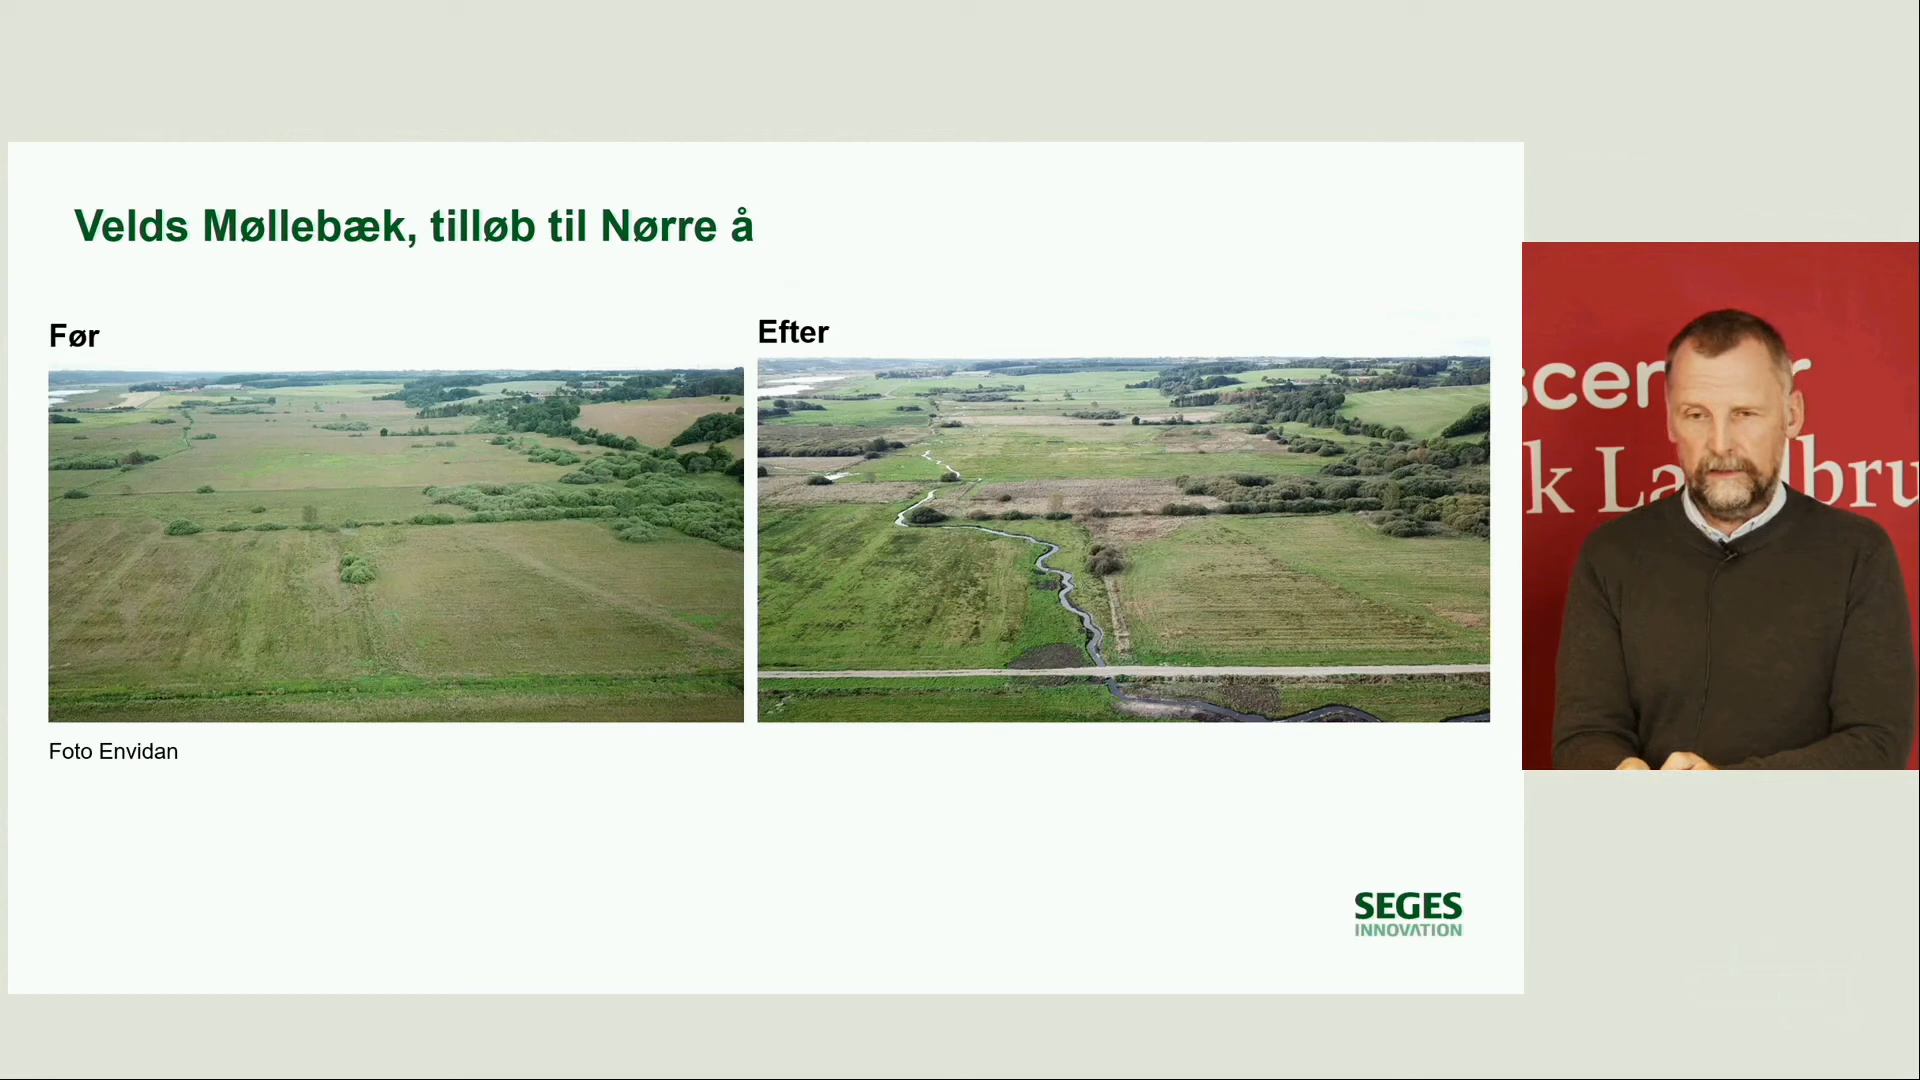 Velds Møllebæk, tilløb til Nørre å
Før
Efter
Foto Envidan
SEGES
INNOVATION